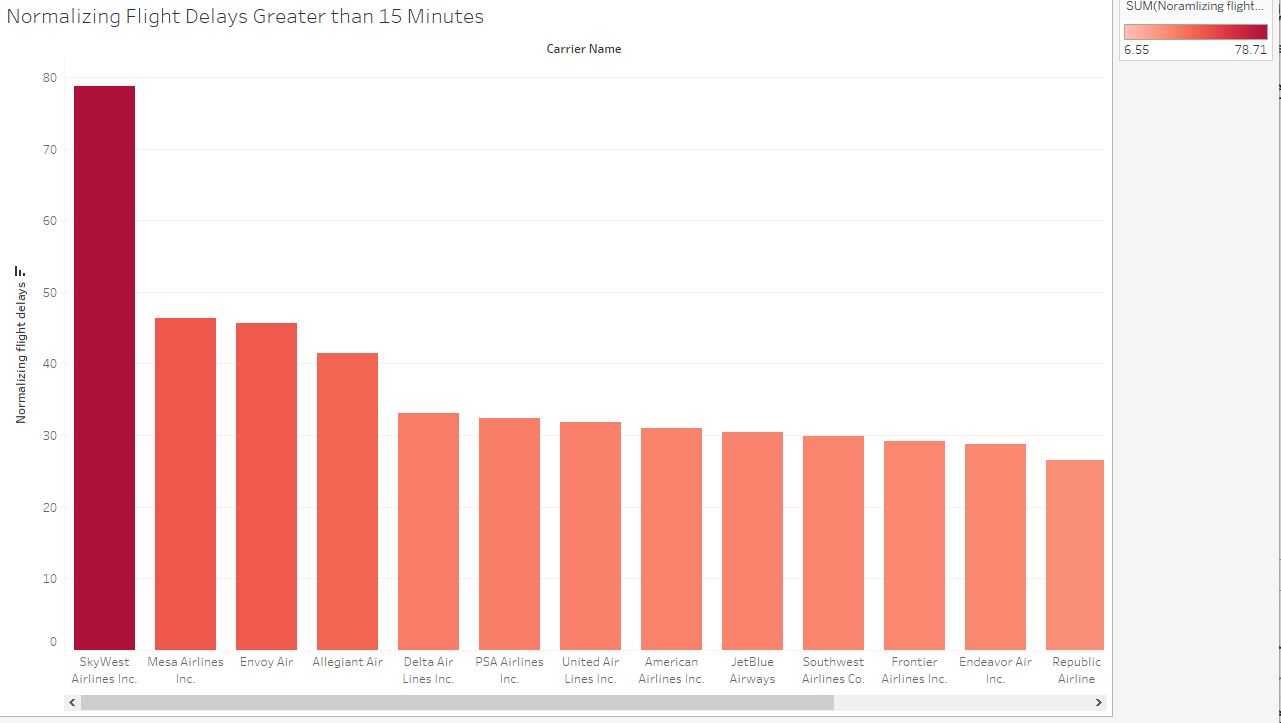 Normalizing Flight Delays Greater than 15 Minutes
SUM(Noramlizing flight...
6.55 78.71
Carrier Name
Normalizing flight delays
80
70
60
50
40
30
20
10
0
SkyWest Airlines Inc.
Mesa Airlines Inc.
Envoy Air
Allegiant Air
Delta Air Lines Inc.
PSA Airlines Inc.
United Air Lines Inc.
American Airlines Inc.
JetBlue Airways
Southwest Airlines Co.
Frontier Airlines Inc.
Endeavor Air Inc.
Republic Airline